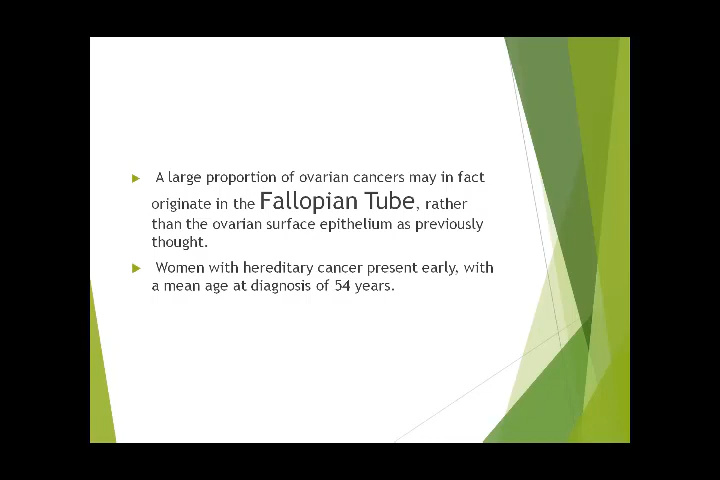 A large proportion of ovarian cancers may in fact
originate in the Fallopian Tube, rather
than the ovarian surface epithelium as previously
thought.
Women with hereditary cancer present early, with
a mean age at diagnosis of 54 years.